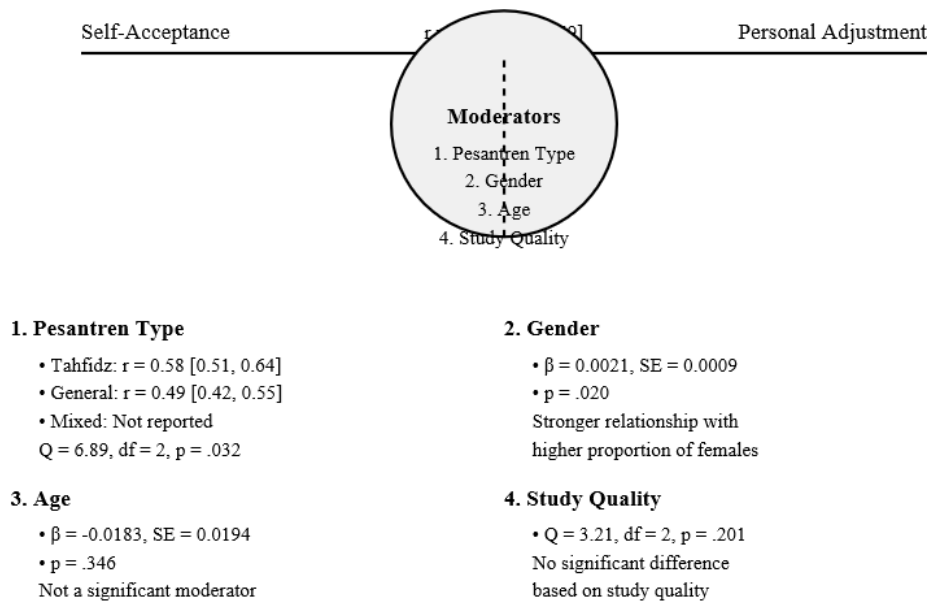 Self-Acceptance
r
9]
Personal Adjustment
Moderators
1. Pesantren Type
2. Gender
3. Age
4. Study Quality
1. Pesantren Type
• Tahfidz: r = 0.58 [0.51, 0.64]
• General: r = 0.49 [0.42, 0.55]
• Mixed: Not reported
Q = 6.89, df = 2, p = .032
2. Gender
• β = 0.0021, SE = 0.0009
• p = .020
Stronger relationship with
higher proportion of females
3. Age
• β = -0.0183, SE = 0.0194
• p = .346
Not a significant moderator
4. Study Quality
• Q = 3.21, df = 2, p = .201
No significant difference
based on study quality